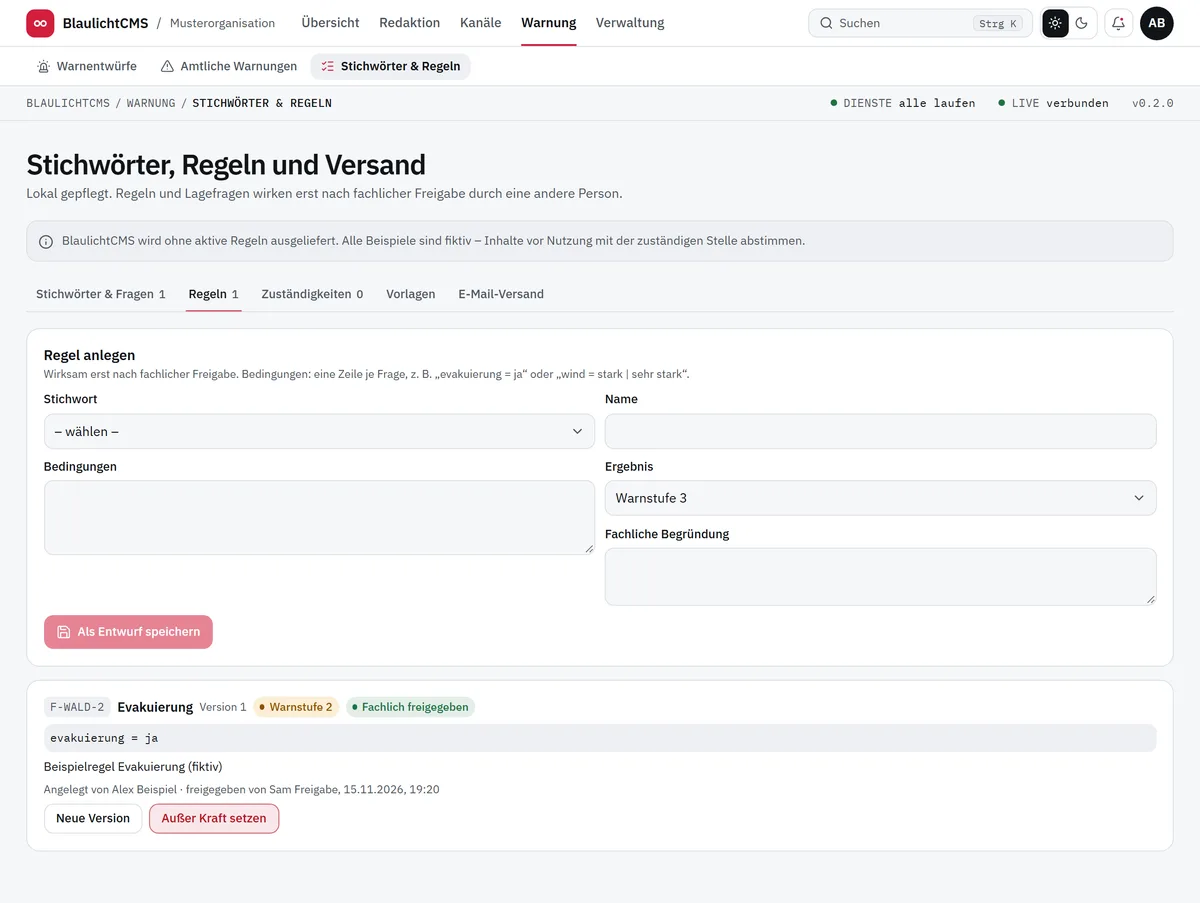 BlaulichtCMS / Musterorganisation Übersicht Redaktion Kanäle Warnung Verwaltung Suchen Strg K AB
Warnentwürfe Amtliche Warnungen Stichwörter & Regeln
BLAULICHTCMS / WARNUNG / STICHWÖRTER & REGELN DIENSTE alle laufen LIVE verbunden v0.2.0
Stichwörter, Regeln und Versand
Lokal gepflegt. Regeln und Lagefragen wirken erst nach fachlicher Freigabe durch eine andere Person.
BlaulichtCMS wird ohne aktive Regeln ausgeliefert. Alle Beispiele sind fiktiv – Inhalte vor Nutzung mit der zuständigen Stelle abstimmen.
Stichwörter & Fragen 1 Regeln 1 Zuständigkeiten 0 Vorlagen E-Mail-Versand
Regel anlegen
Wirksam erst nach fachlicher Freigabe. Bedingungen: eine Zeile je Frage, z. B. „evakuierung = ja“ oder „wind = stark | sehr stark“.
Stichwort Name
– wählen –
Bedingungen Ergebnis
Warnstufe 3
Fachliche Begründung
Als Entwurf speichern
F-WALD-2 Evakuierung Version 1 Warnstufe 2 Fachlich freigegeben
evakuierung = ja
Beispielregel Evakuierung (fiktiv)
Angelegt von Alex Beispiel · freigegeben von Sam Freigabe, 15.11.2026, 19:20
Neue Version Außer Kraft setzen